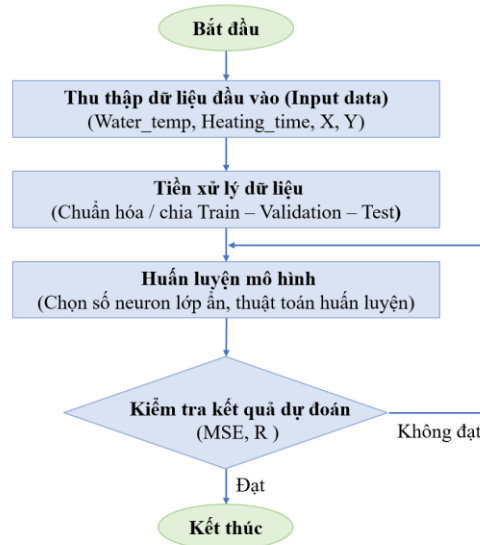 Bắt đầu
Thu thập dữ liệu đầu vào (Input data)
(Water_temp, Heating_time, X, Y)
Tiền xử lý dữ liệu
(Chuẩn hóa / chia Train – Validation – Test)
Huấn luyện mô hình
(Chọn số neuron lớp ẩn, thuật toán huấn luyện)
Kiểm tra kết quả dự đoán
(MSE, R )
Không đạt
Đạt
Kết thúc